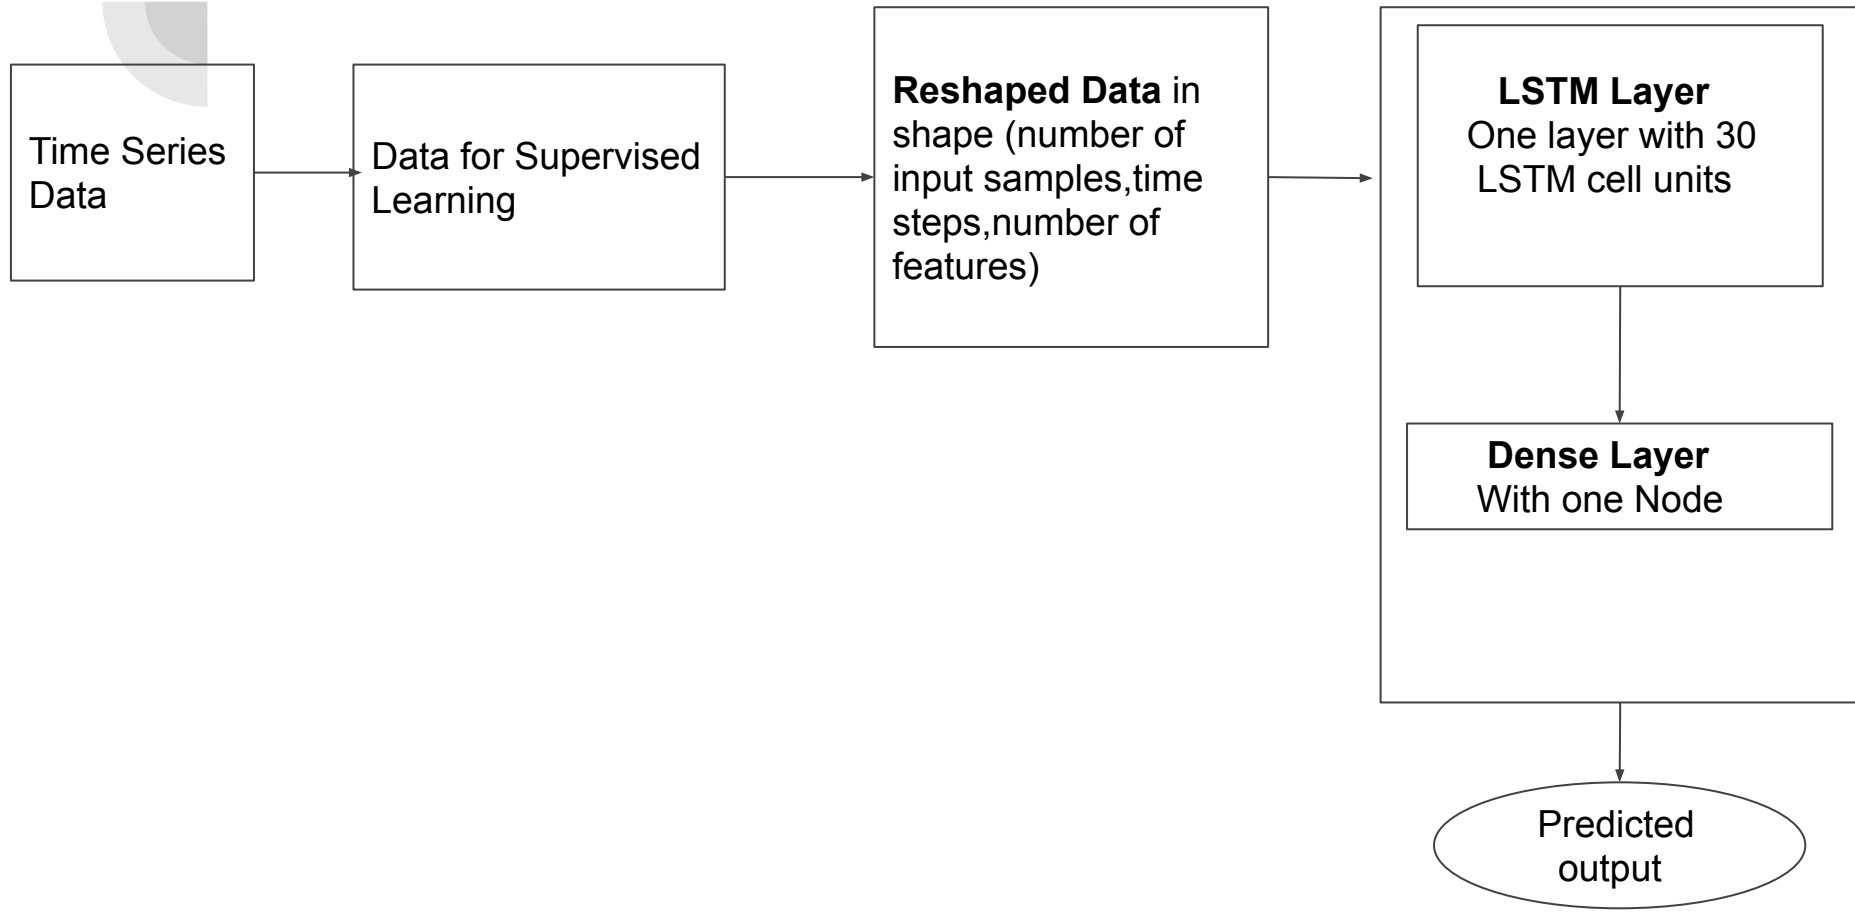 Time Series
Data
Data for Supervised
Learning
Reshaped Data in
shape (number of
input samples,time
steps,number of
features)
LSTM Layer
One layer with 30
LSTM cell units
Dense Layer
With one Node
Predicted
output